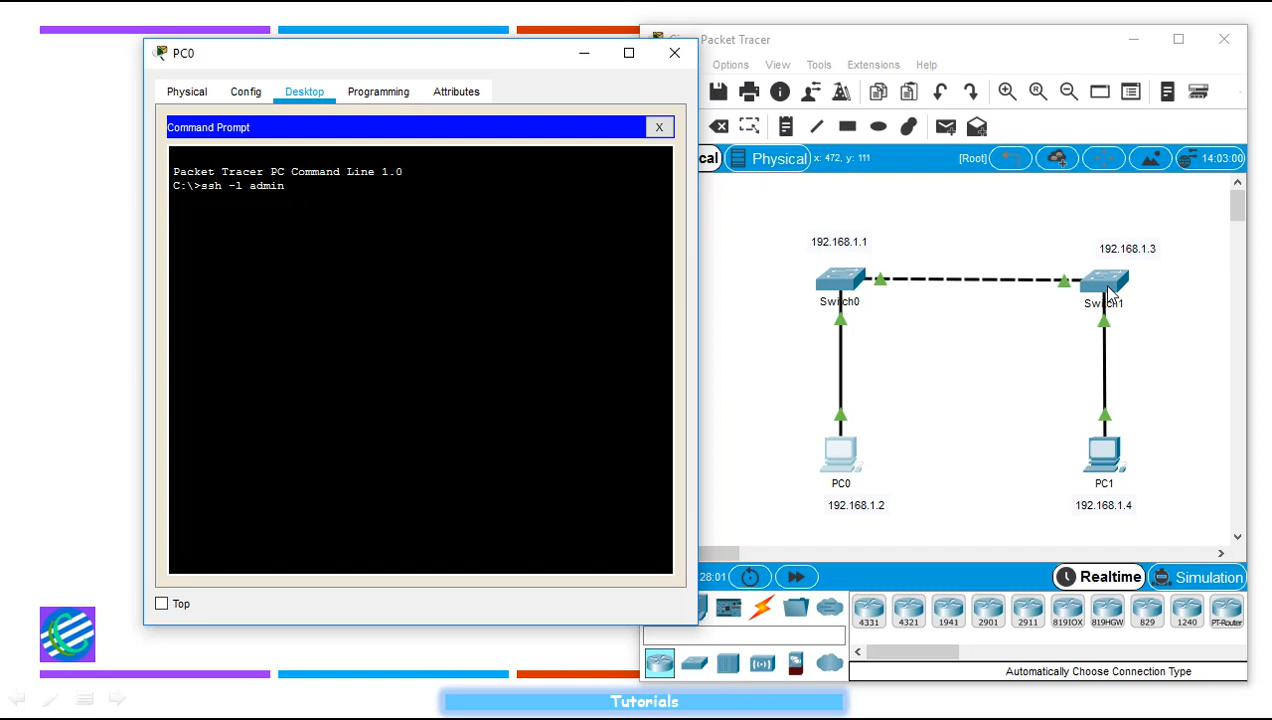 PC0
Physical
Config
Desktop
Programming
Attributes
Command Prompt
X
Packet Tracer PC Command Line 1.0
C:\>ssh -l admin
Top
Packet Tracer
Options
View
Tools
Extensions
Help
cal
Physical
x: 472, y: 111
[Root]
14:03:00
192.168.1.1
192.168.1.3
Switch0
Switch1
PC0
PC1
192.168.1.2
192.168.1.4
28:01
Realtime
Simulation
4331
4321
1941
2901
2911
819IOX
819HGW
829
1240
PT-Router
Automatically Choose Connection Type
Tutorials